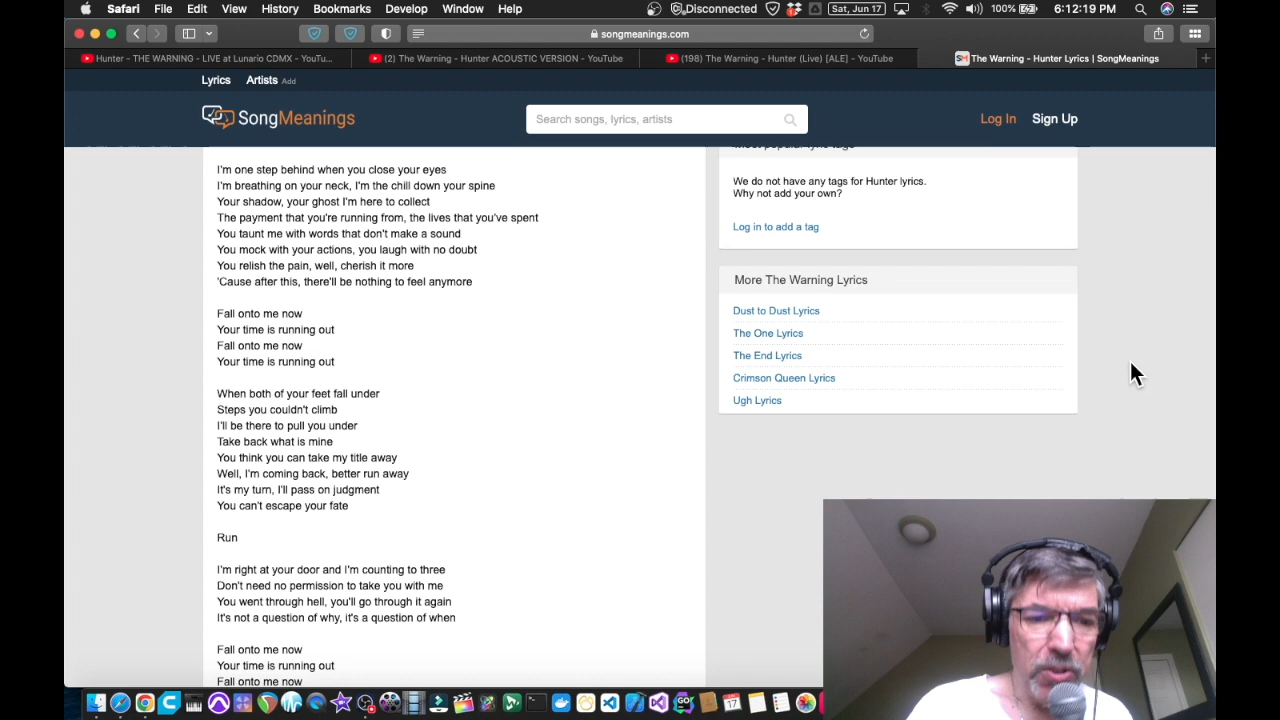 Safari File Edit View History Bookmarks Develop Window Help Disconnected Sat, Jun 17 100% 6:12:19 PM
songmeanings.com
Hunter - THE WARNING - LIVE at Lunario CDMX - YouTu...
(2) The Warning - Hunter ACOUSTIC VERSION - YouTube
(198) The Warning - Hunter (Live) [ALE] - YouTube
The Warning - Hunter Lyrics | SongMeanings
Lyrics Artists Add
SongMeanings
Search songs, lyrics, artists
Log In Sign Up
I'm one step behind when you close your eyes
I'm breathing on your neck, I'm the chill down your spine
Your shadow, your ghost I'm here to collect
The payment that you're running from, the lives that you've spent
You taunt me with words that don't make a sound
You mock with your actions, you laugh with no doubt
You relish the pain, well, cherish it more
'Cause after this, there'll be nothing to feel anymore
Fall onto me now
Your time is running out
Fall onto me now
Your time is running out
When both of your feet fall under
Steps you couldn't climb
I'll be there to pull you under
Take back what is mine
You think you can take my title away
Well, I'm coming back, better run away
It's my turn, I'll pass on judgment
You can't escape your fate
Run
I'm right at your door and I'm counting to three
Don't need no permission to take you with me
You went through hell, you'll go through it again
It's not a question of why, it's a question of when
Fall onto me now
Your time is running out
Fall onto me now
We do not have any tags for Hunter lyrics.
Why not add your own?
Log in to add a tag
More The Warning Lyrics
Dust to Dust Lyrics
The One Lyrics
The End Lyrics
Crimson Queen Lyrics
Ugh Lyrics